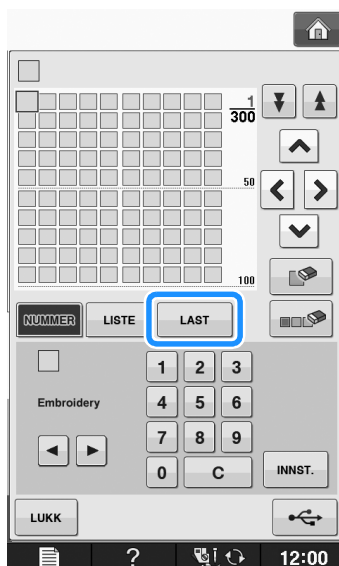 1
300
50
100
NUMMER LISTE LAST
1 2 3
Embroidery 4 5 6
7 8 9
0 C INNST.
LUKK
? 12:00